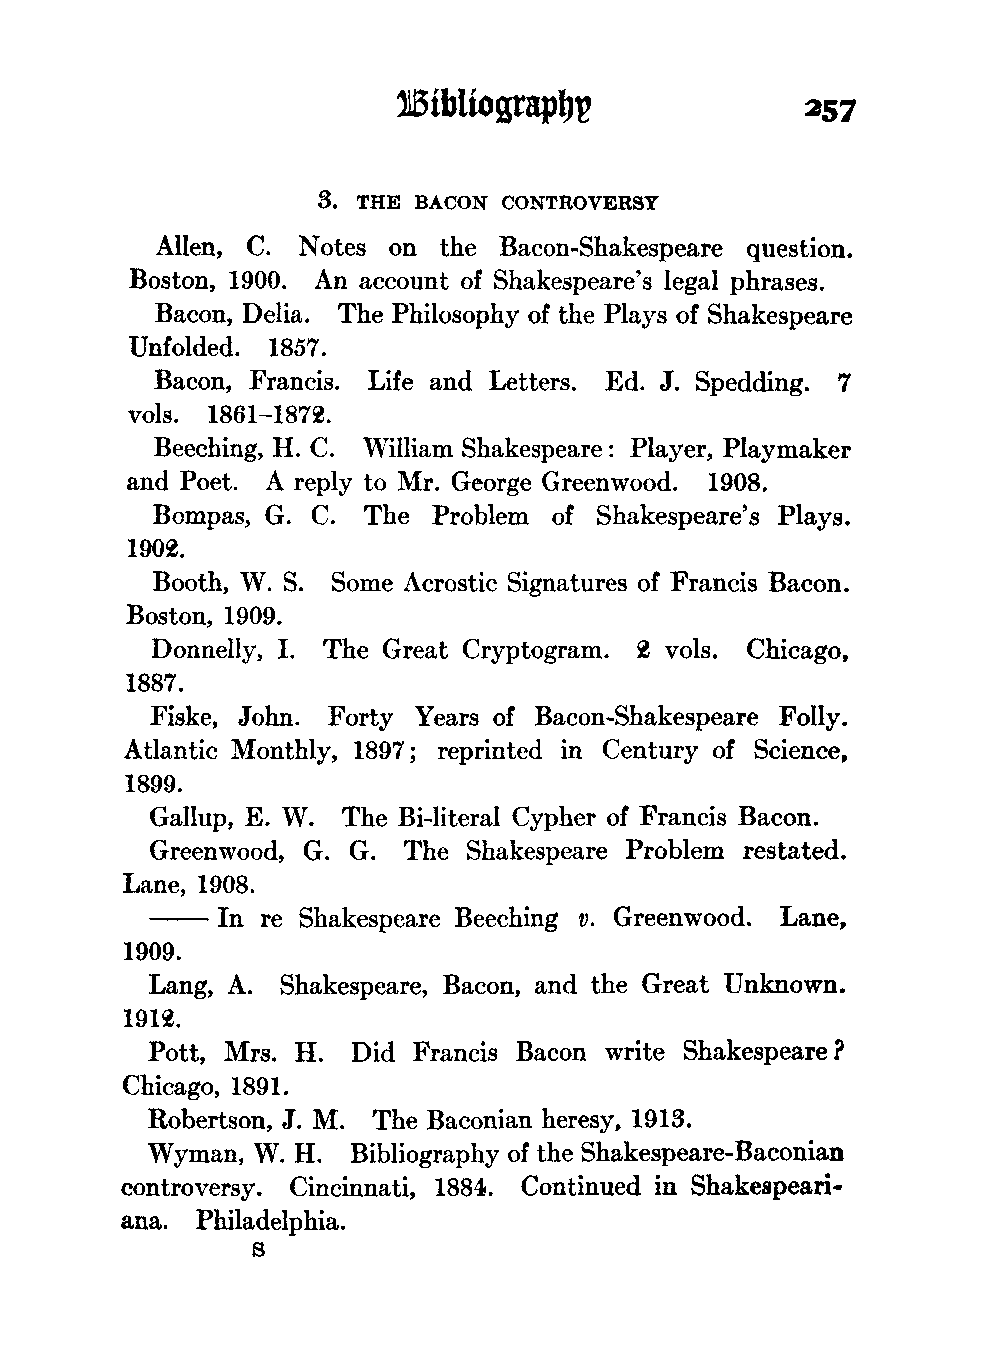 Bibliography 257
3. THE BACON CONTROVERSY
Allen, C. Notes on the Bacon-Shakespeare question.
Boston, 1900. An account of Shakespeare's legal phrases.
Bacon, Delia. The Philosophy of the Plays of Shakespeare
Unfolded. 1857.
Bacon, Francis. Life and Letters. Ed. J. Spedding. 7
vols. 1861-1872.
Beeching, H. C. William Shakespeare: Player, Playmaker
and Poet. A reply to Mr. George Greenwood. 1908.
Bompas, G. C. The Problem of Shakespeare's Plays.
1902.
Booth, W. S. Some Acrostic Signatures of Francis Bacon.
Boston, 1909.
Donnelly, I. The Great Cryptogram. 2 vols. Chicago,
1887.
Fiske, John. Forty Years of Bacon-Shakespeare Folly.
Atlantic Monthly, 1897; reprinted in Century of Science,
1899.
Gallup, E. W. The Bi-literal Cypher of Francis Bacon.
Greenwood, G. G. The Shakespeare Problem restated.
Lane, 1908.
—— In re Shakespeare Beeching v. Greenwood. Lane,
1909.
Lang, A. Shakespeare, Bacon, and the Great Unknown.
1912.
Pott, Mrs. H. Did Francis Bacon write Shakespeare?
Chicago, 1891.
Robertson, J. M. The Baconian heresy, 1913.
Wyman, W. H. Bibliography of the Shakespeare-Baconian
controversy. Cincinnati, 1884. Continued in Shakespeari-
ana. Philadelphia.
S